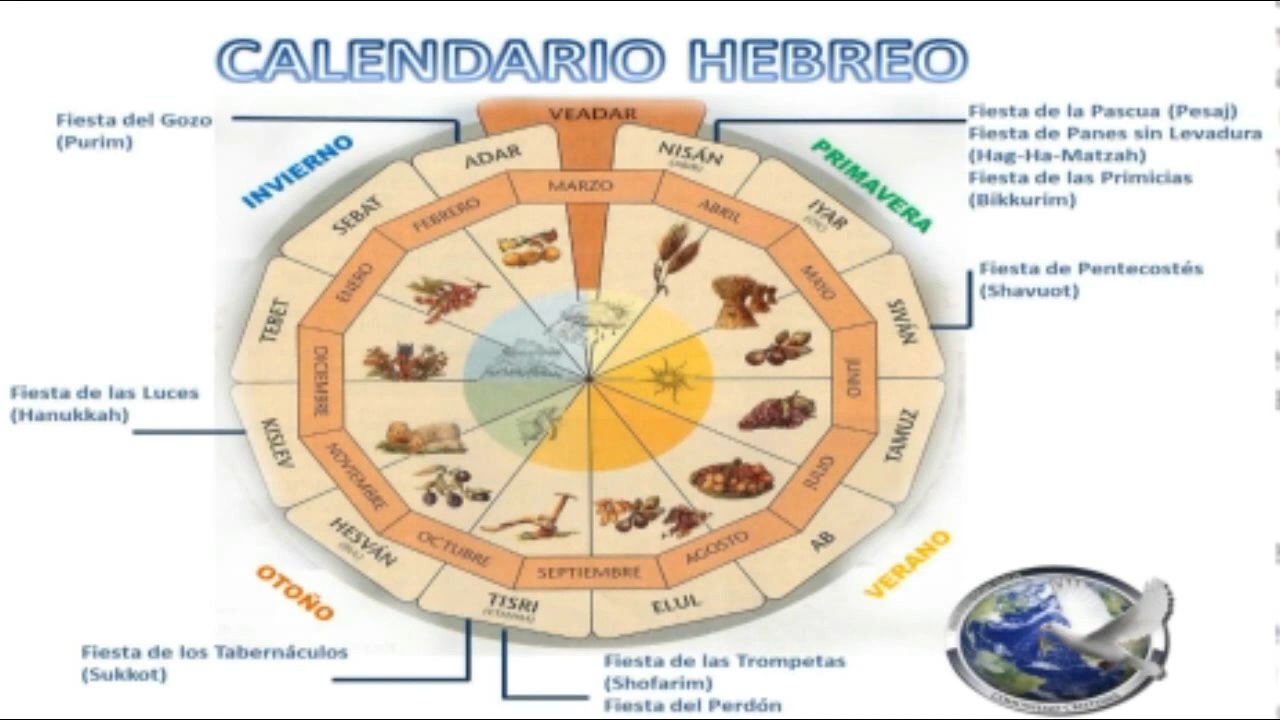 CALENDARIO HEBREO
Fiesta del Gozo
(Purim)
INVIERNO
VEADAR
ADAR
NISÁN
PRIMAVERA
Fiesta de la Pascua (Pesaj)
Fiesta de Panes sin Levadura
(Hag-Ha-Matzah)
Fiesta de las Primicias
(Bikkurim)
SEBAT
FEBRERO
MARZO
ABRIL
IYAR
TEBET
ENERO
MAYO
SIVÁN
Fiesta de Pentecostés
(Shavuot)
DICIEMBRE
JUNIO
Fiesta de las Luces
(Hanukkah)
KISLEV
NOVIEMBRE
JULIO
TAMUZ
HESVÁN
OCTUBRE
SEPTIEMBRE
AGOSTO
AB
OTOÑO
TISRI
ELUL
VERANO
Fiesta de los Tabernáculos
(Sukkot)
Fiesta de las Trompetas
(Shofarim)
Fiesta del Perdón